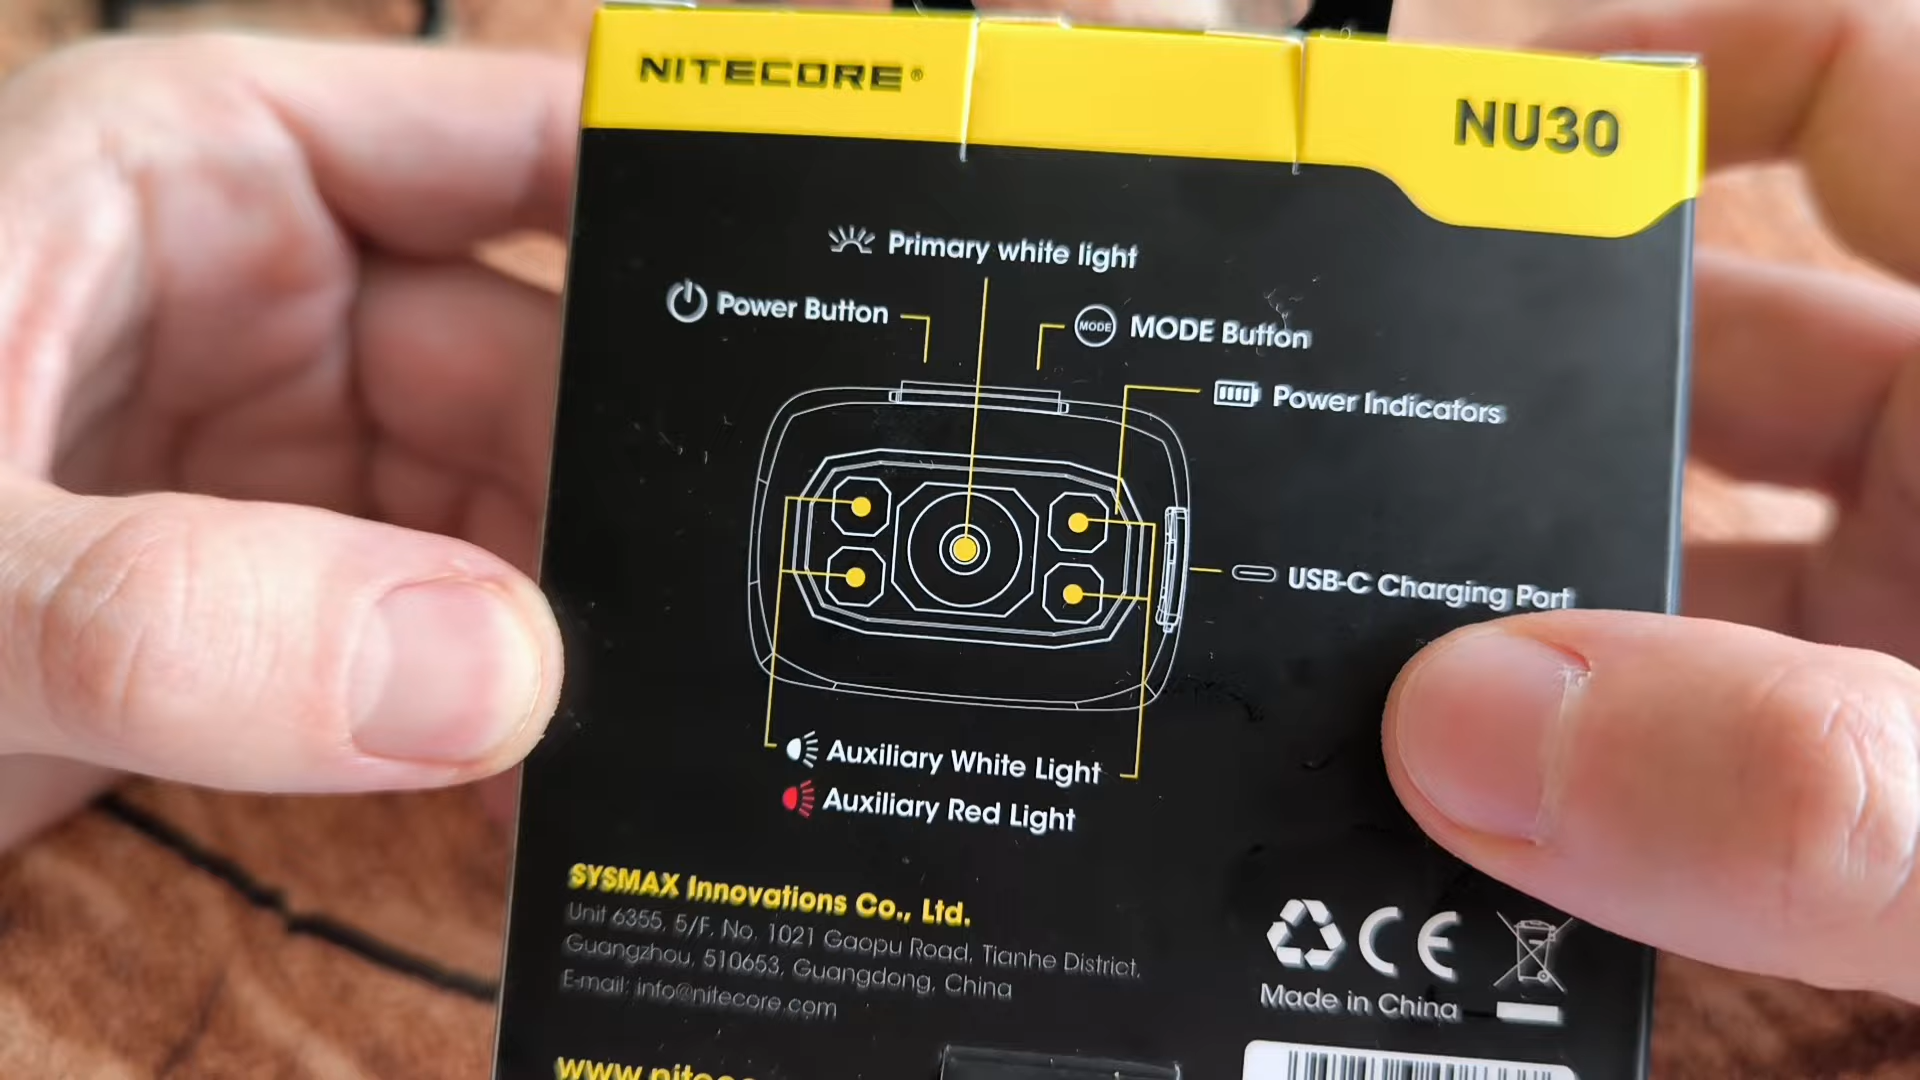 NITECORE®
NU30
Primary white light
Power Button
MODE
MODE Button
Power Indicators
USB-C Charging Port
Auxiliary White Light
Auxiliary Red Light
SYSMAX Innovations Co., Ltd.
Unit 6355, 5/F, No. 1021 Gaopu Road, Tianhe District,
Guangzhou, 510653, Guangdong, China
E-mail: info@nitecore.com
CE
Made in China